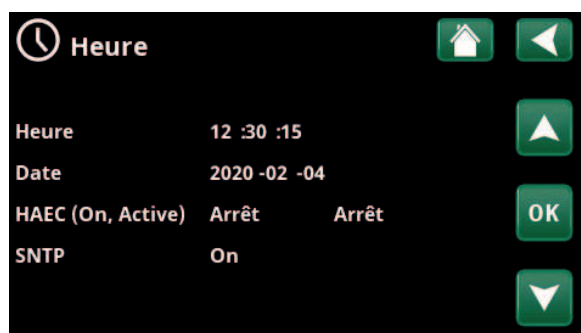 Heure
Heure 12 :30 :15
Date 2020 -02 -04
HAEC (On, Active) Arrêt Arrêt
OK
SNTP On